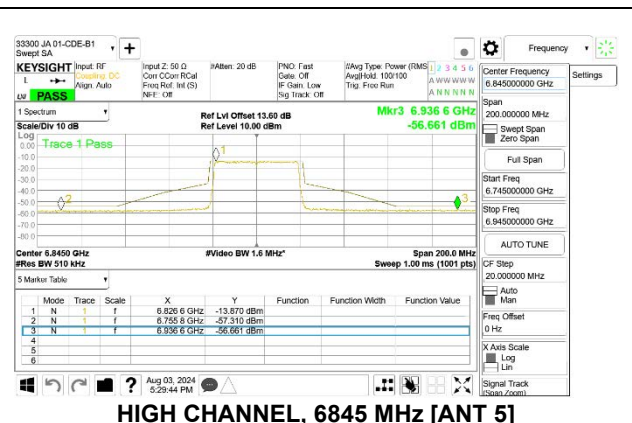 33300 JA 01-CDE-B1
Swept SA
Frequency
KEYSIGHT Input: RF Input Z: 50 Ω #Atten: 20 dB PNO: Fast #Avg Type: Power (RMS 1 2 3 4 5 6
L Coupling: DC Corr CCorr RCal Gate: Off Avg|Hold: 100/100 A W W W W W
Align: Auto Freq Ref: Int (S) IF Gain: Low Trig: Free Run
LNI PASS NFE: Off Sig Track: Off A N N N N N
Center Frequency
6.845000000 GHz
Settings
1 Spectrum Ref Lvl Offset 13.60 dB Mkr3 6.936 6 GHz
Scale/Div 10 dB Ref Level 10.00 dBm -56.661 dBm
Log
Trace 1 Pass
0.00
-10.0
-20.0
-30.0
-40.0
-50.0
-60.0
-70.0
-80.0
1
2
3
Center 6.8450 GHz #Video BW 1.6 MHz* Span 200.0 MHz
#Res BW 510 kHz Sweep 1.00 ms (1001 pts)
Span
200.000000 MHz
Swept Span
Zero Span
Full Span
Start Freq
6.745000000 GHz
Stop Freq
6.945000000 GHz
AUTO TUNE
CF Step
20.000000 MHz
Auto
Man
Freq Offset
0 Hz
X Axis Scale
Log
Lin
Signal Track
(Span Zoom)
5 Marker Table
Mode Trace Scale X Y Function Function Width Function Value
1 N 1 f 6.826 6 GHz -13.870 dBm
2 N 1 f 6.755 8 GHz -57.310 dBm
3 N 1 f 6.936 6 GHz -56.661 dBm
4
5
6
? Aug 03, 2024
5:29:44 PM
HIGH CHANNEL, 6845 MHz [ANT 5]